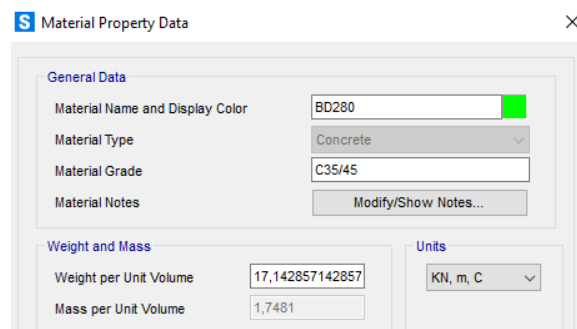 S Material Property Data
General Data
Material Name and Display Color BD280
Material Type Concrete
Material Grade C35/45
Material Notes Modify/Show Notes...
Weight and Mass Units
Weight per Unit Volume 17,142857142857 KN, m, C
Mass per Unit Volume 1,7481